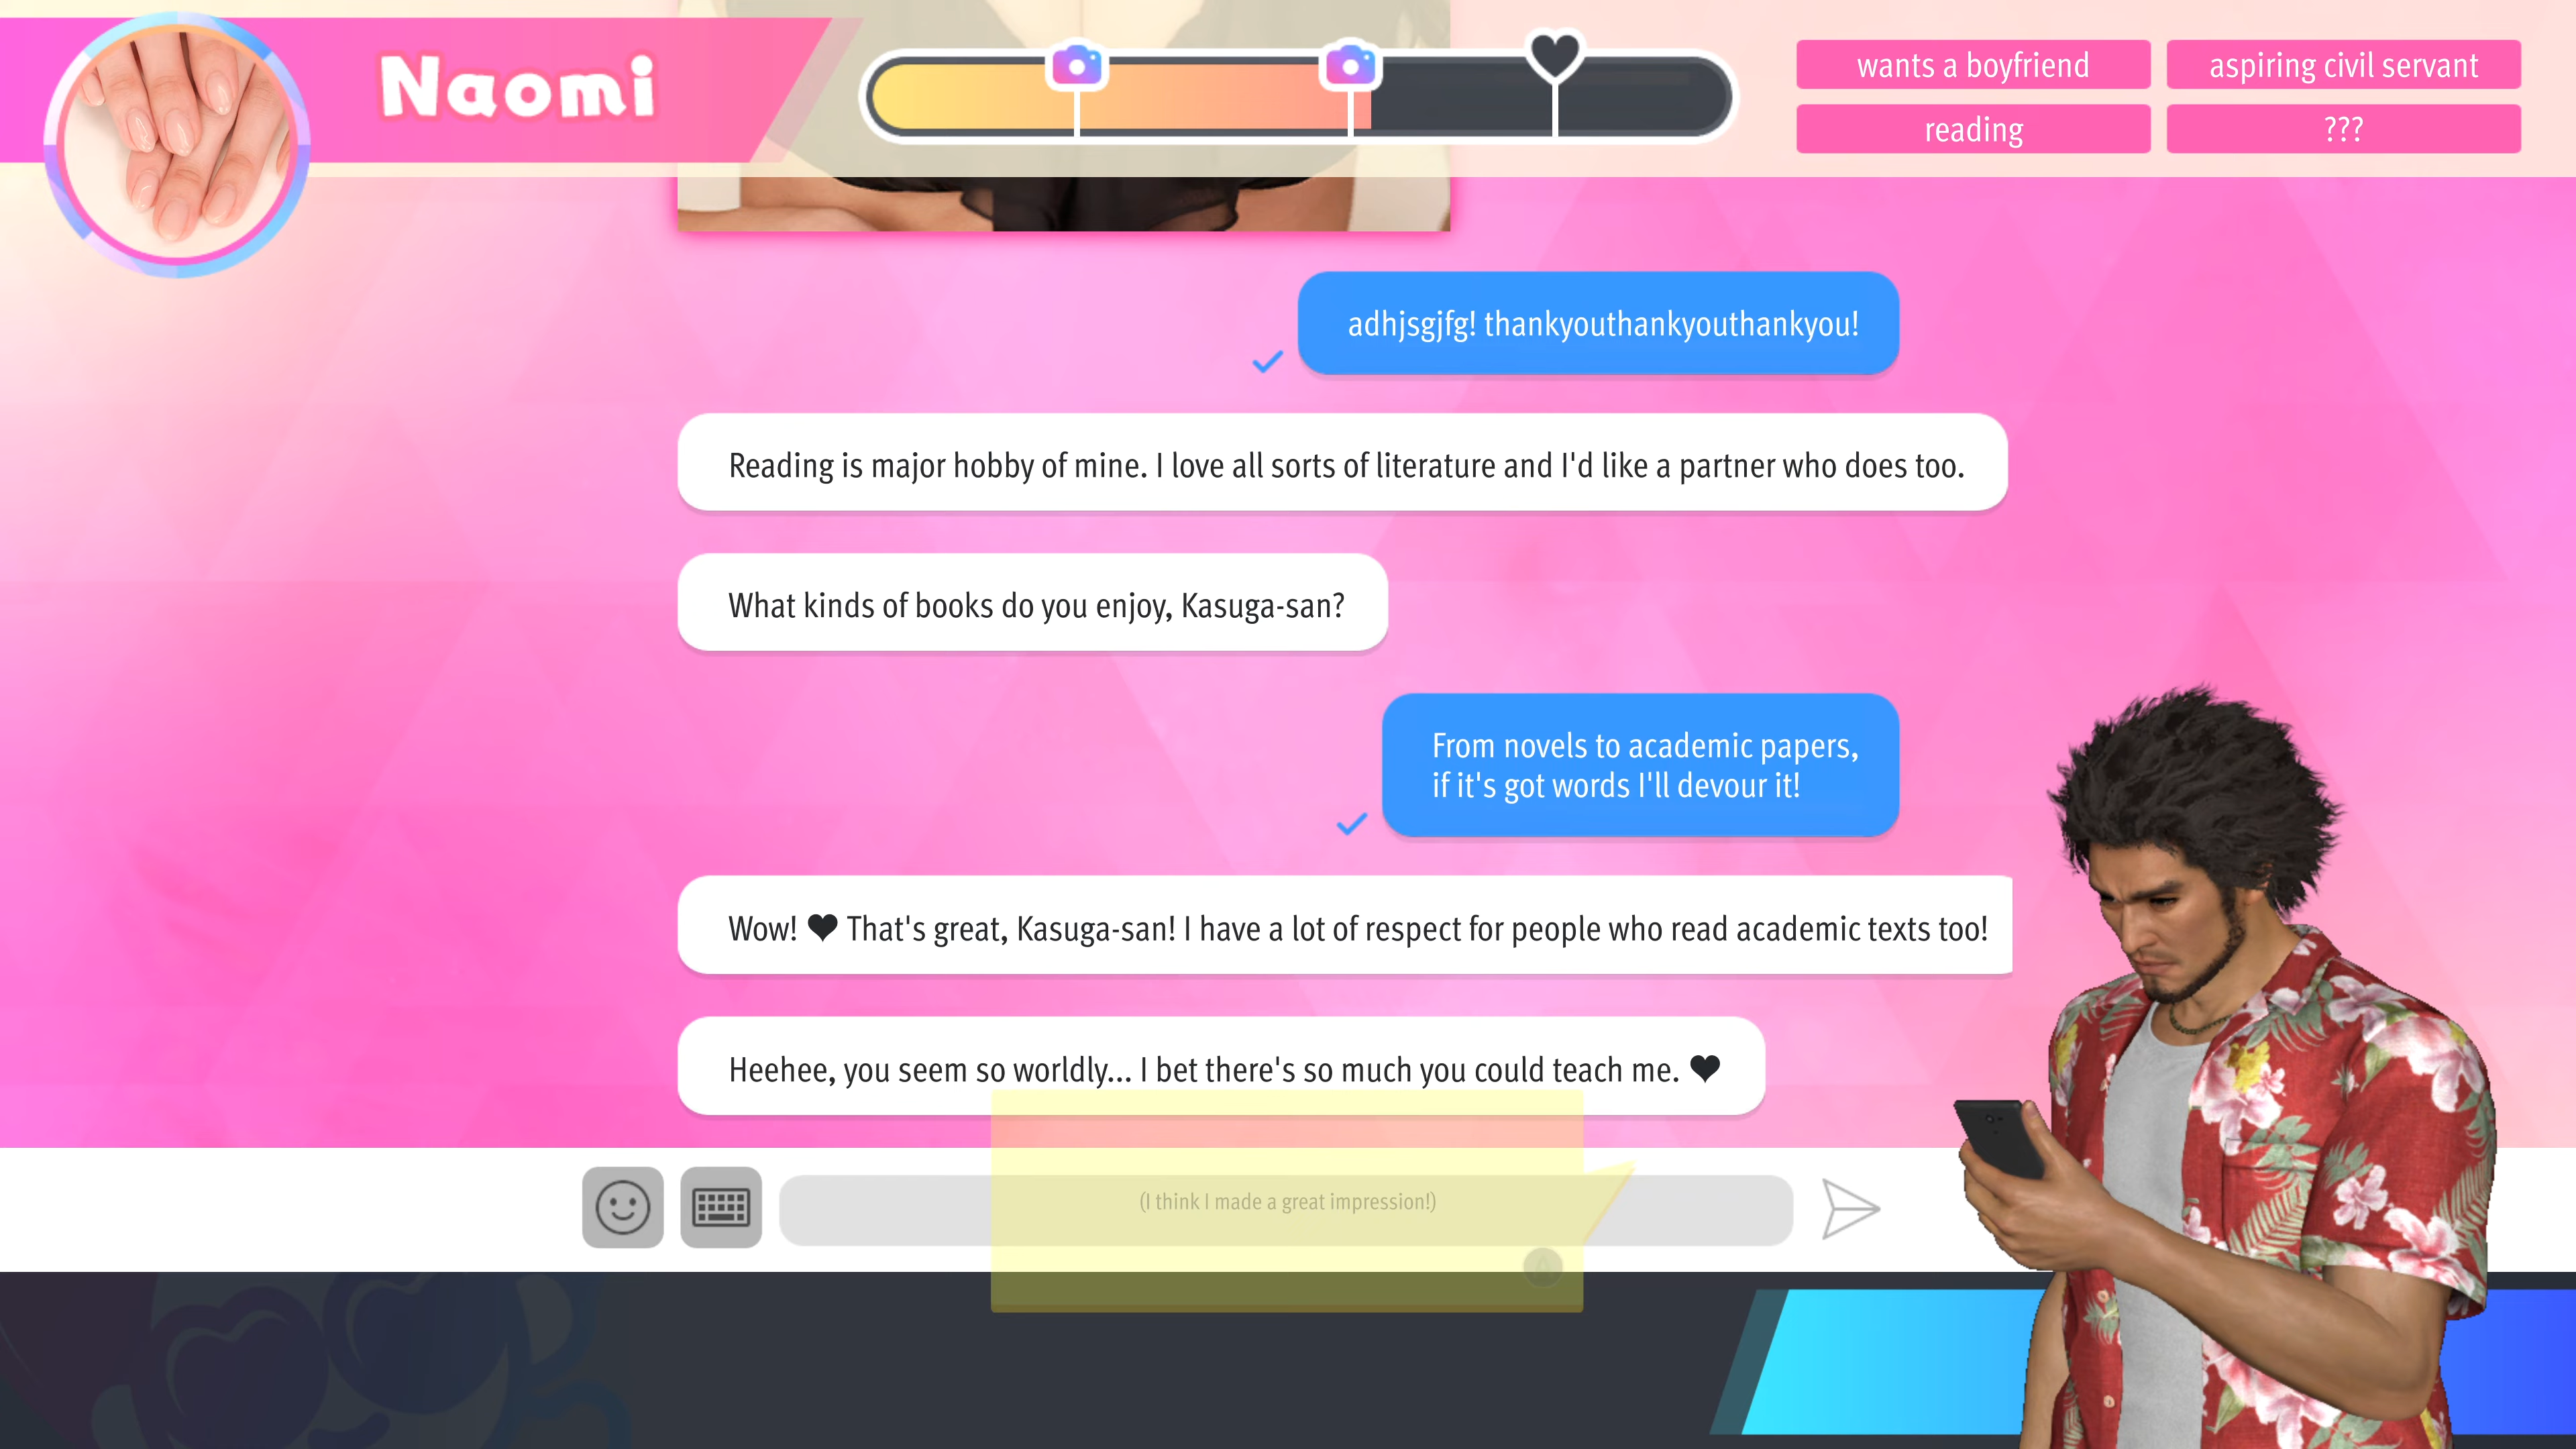 Naomi
wants a boyfriend
aspiring civil servant
reading
???
adhjsgjfg! thankyouthankyouthankyou!
Reading is major hobby of mine. I love all sorts of literature and I'd like a partner who does too.
What kinds of books do you enjoy, Kasuga-san?
From novels to academic papers,
if it's got words I'll devour it!
Wow! ♥ That's great, Kasuga-san! I have a lot of respect for people who read academic texts too!
Heehee, you seem so worldly... I bet there's so much you could teach me. ♥
(I think I made a great impression!)